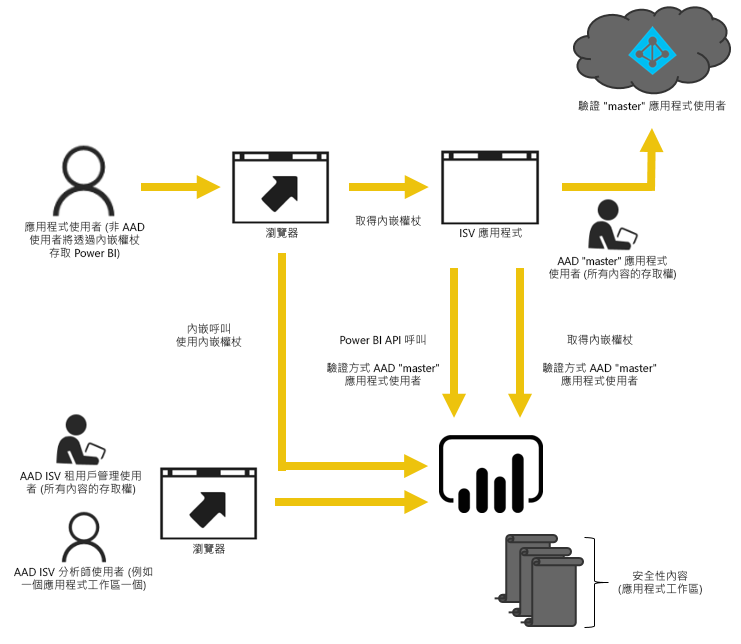 驗證 "master" 應用程式使用者
應用程式使用者 (非 AAD
使用者將透過內嵌權杖
存取 Power BI)
瀏覽器
取得內嵌權杖
ISV 應用程式
AAD "master" 應用程式
使用者 (所有內容的存取權)
內嵌呼叫
使用內嵌權杖
Power BI API 呼叫
驗證方式 AAD "master"
應用程式使用者
取得內嵌權杖
驗證方式 AAD "master"
應用程式使用者
AAD ISV 租用戶管理使用
者 (所有內容的存取權)
瀏覽器
AAD ISV 分析師使用者 (例如
一個應用程式工作區一個)
安全性內容
(應用程式工作區)